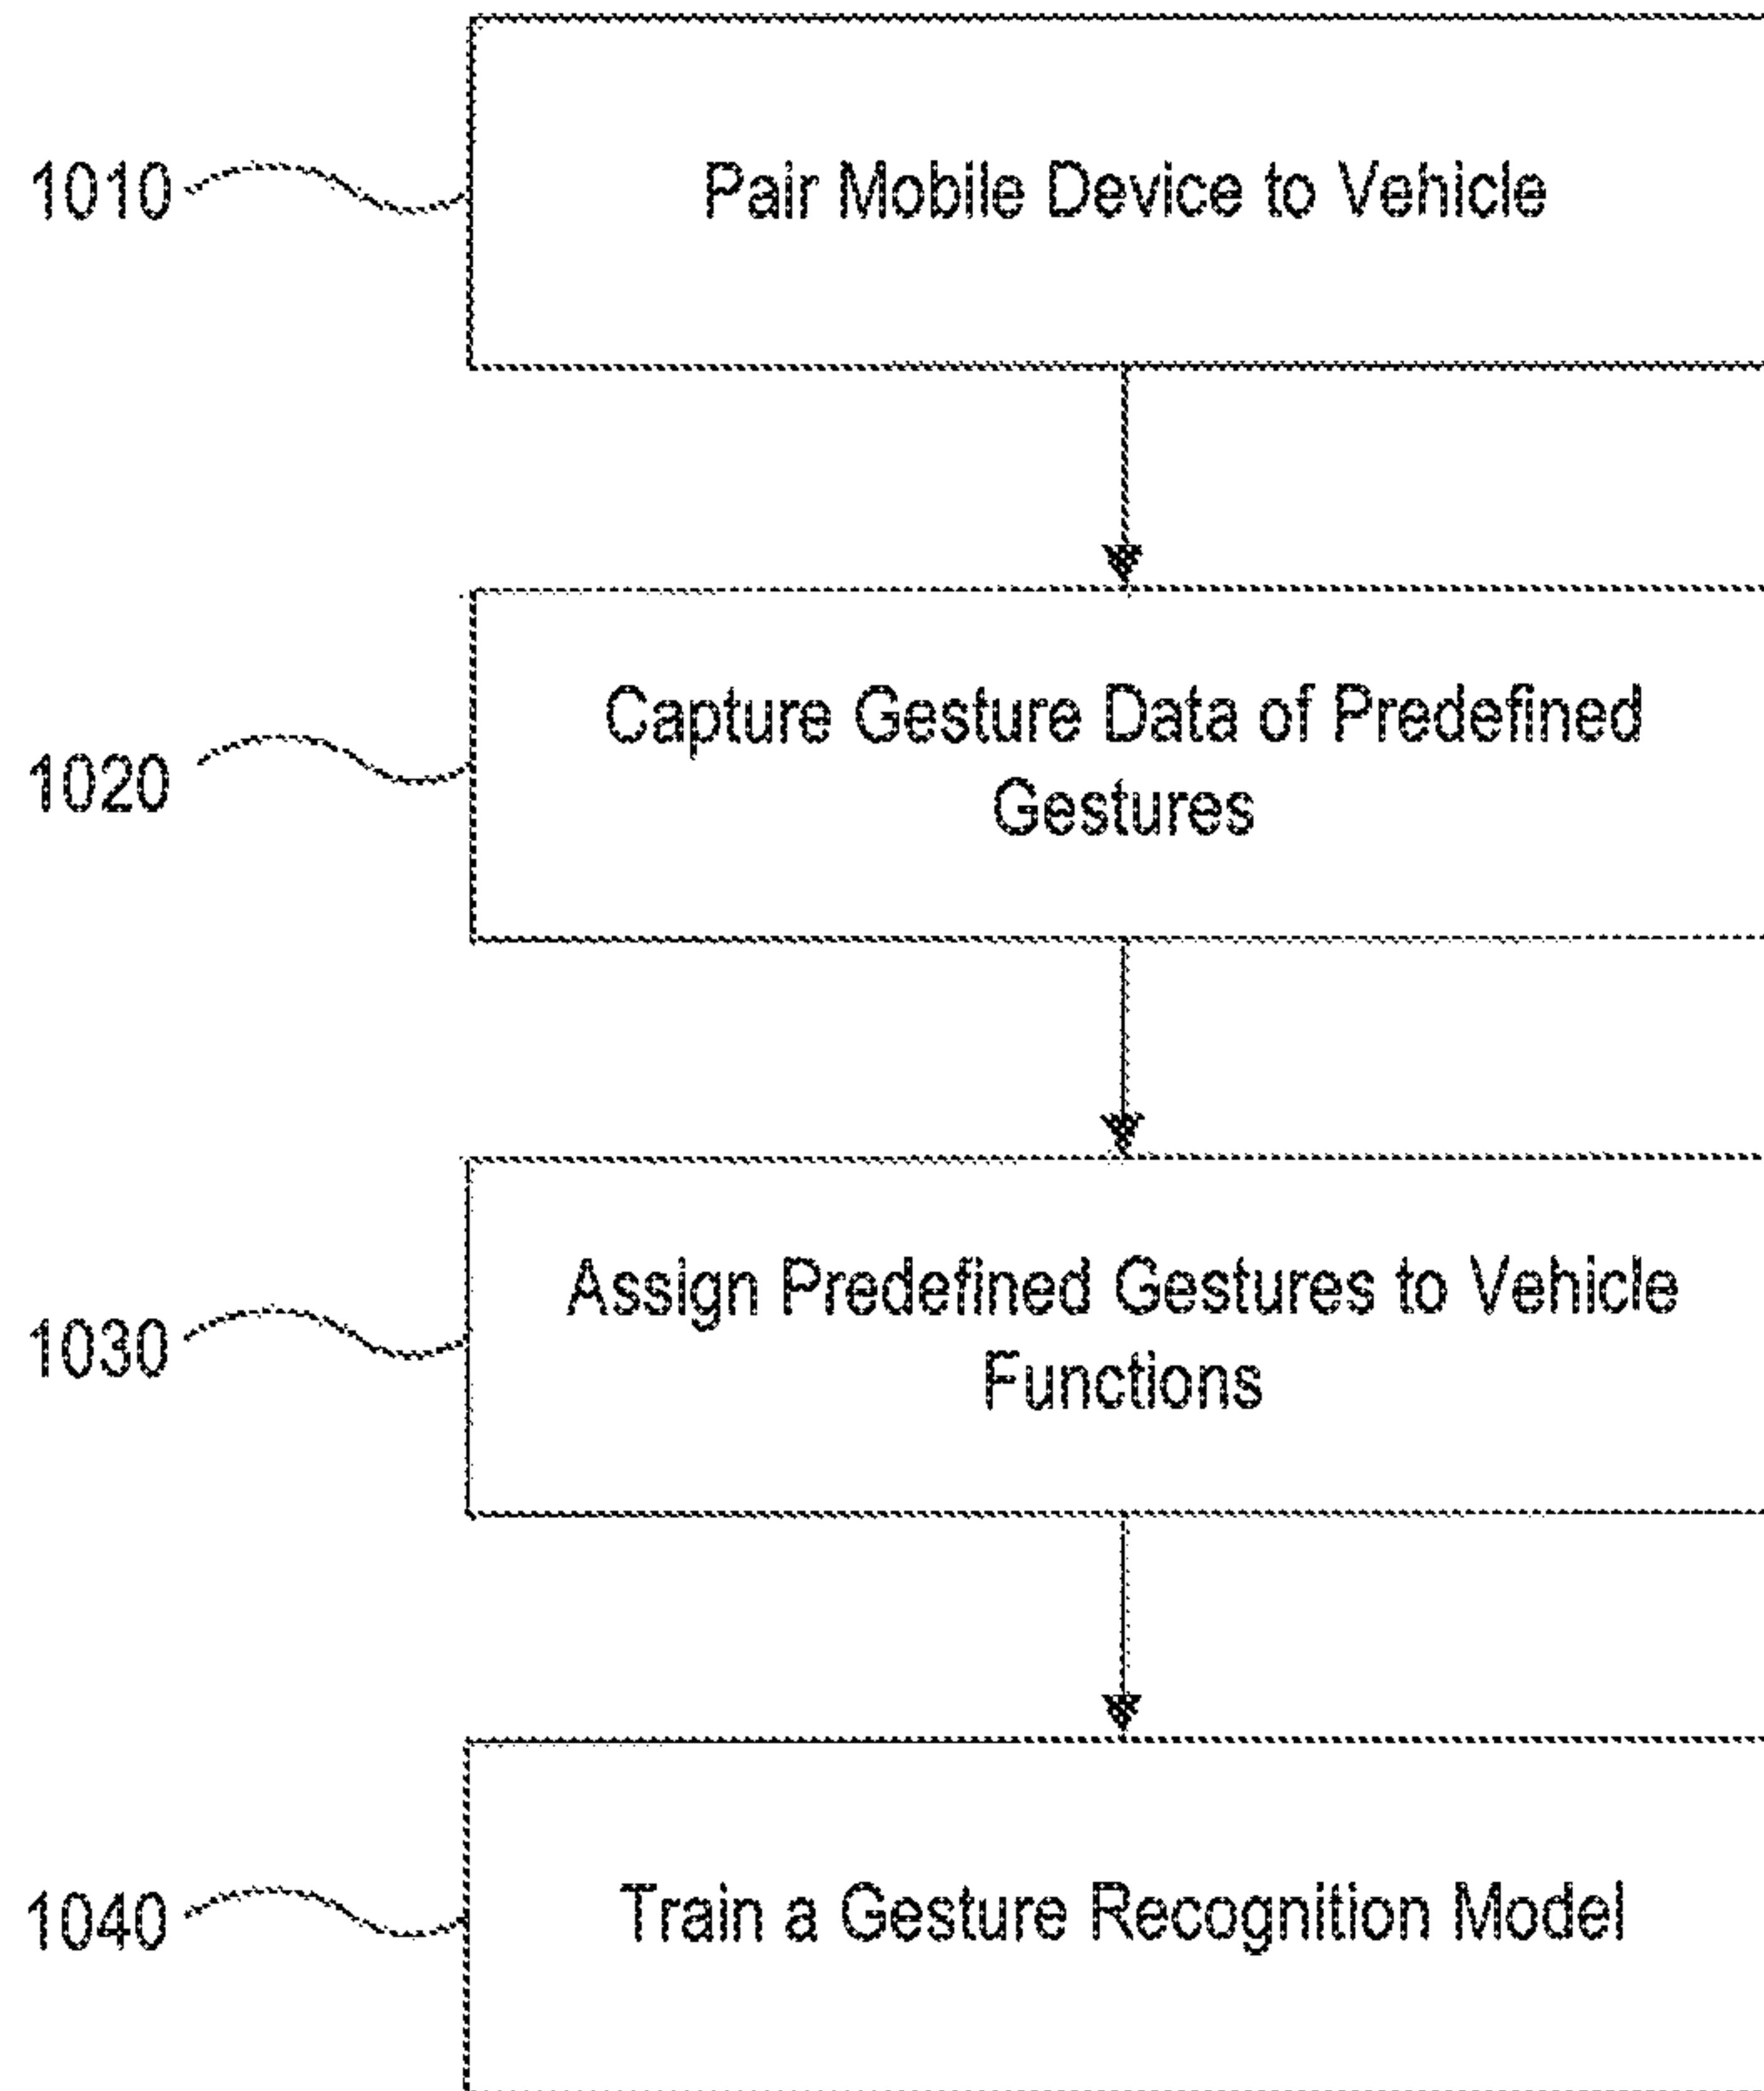 1010
Pair Mobile Device to Vehicle
1020
Capture Gesture Data of Predefined
Gestures
1030
Assign Predefined Gestures to Vehicle
Functions
1040
Train a Gesture Recognition Model